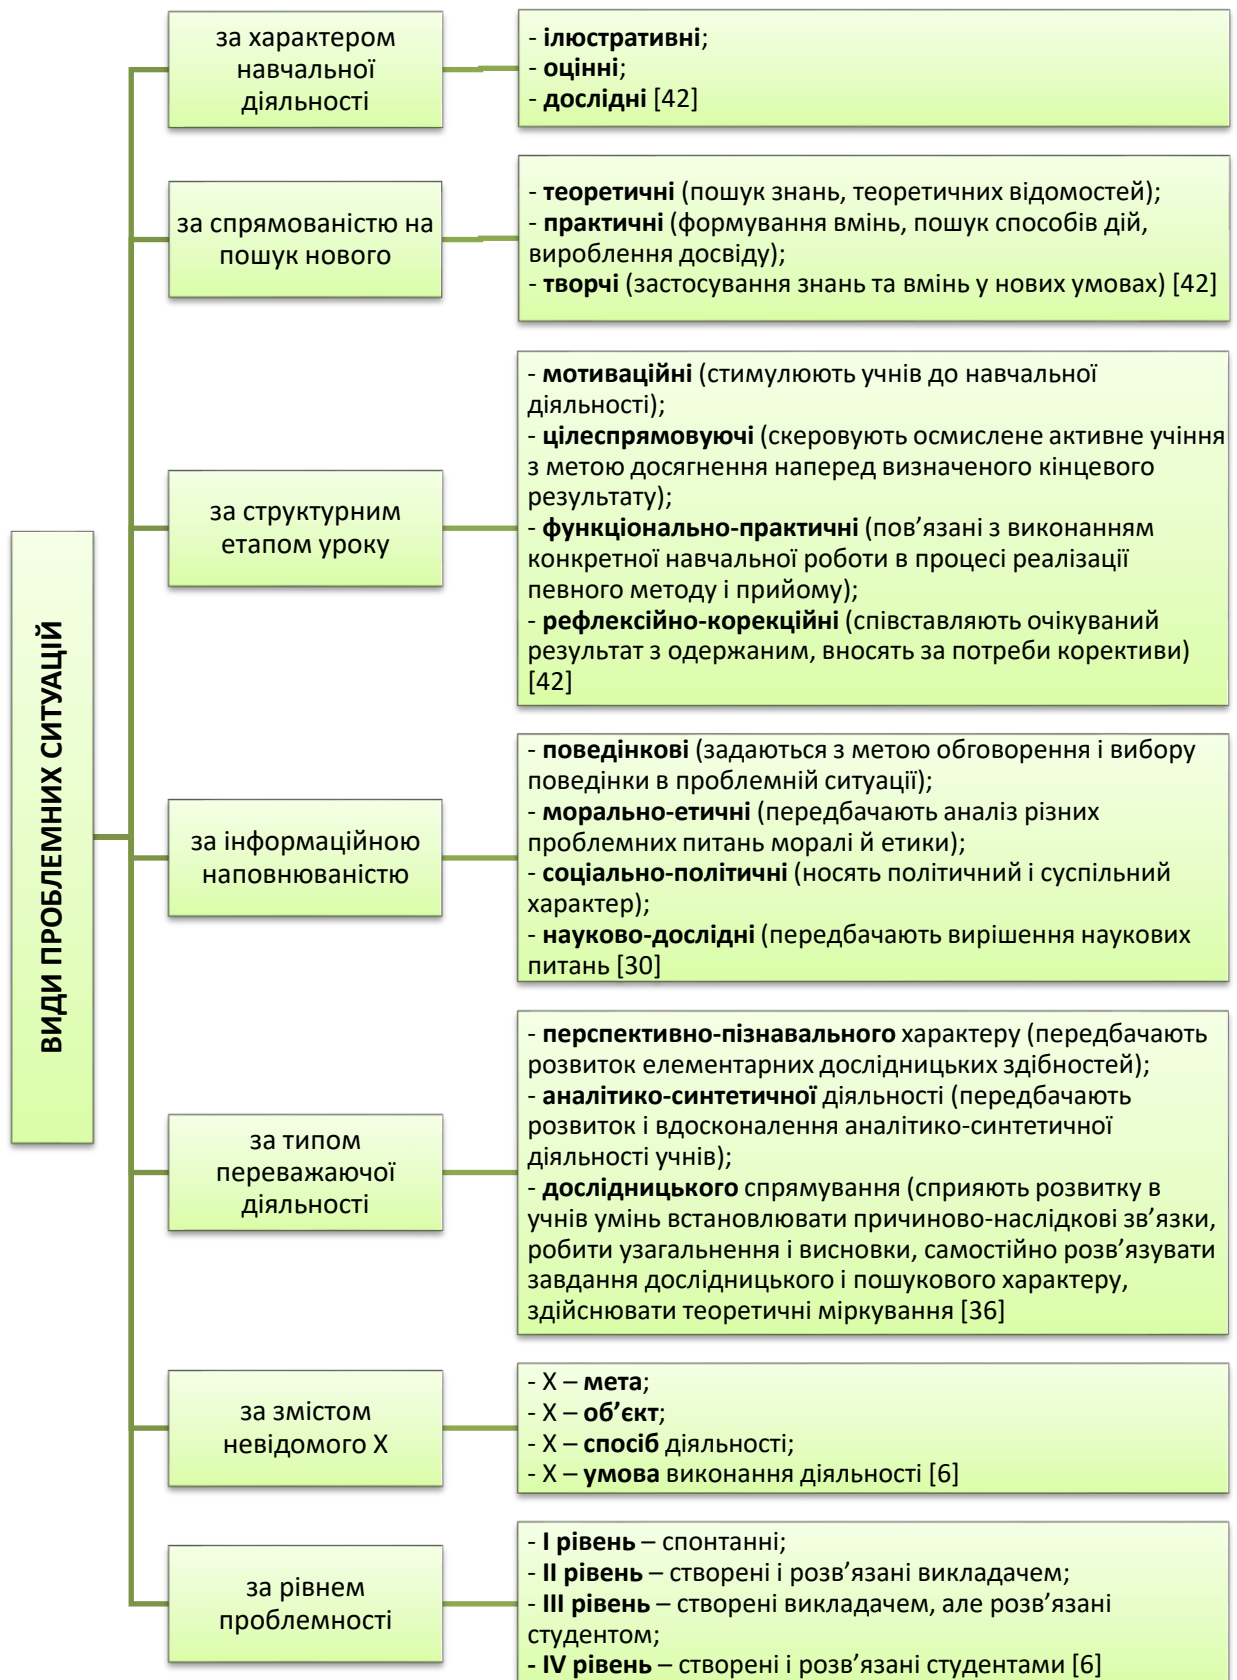 ВИДИ ПРОБЛЕМНИХ СИТУАЦІЙ
за характером
навчальної
діяльності
- ілюстративні;
- оцінні;
- дослідні [42]
за спрямованістю на
пошук нового
- теоретичні (пошук знань, теоретичних відомостей);
- практичні (формування вмінь, пошук способів дій,
вироблення досвіду);
- творчі (застосування знань та вмінь у нових умовах) [42]
за структурним
етапом уроку
- мотиваційні (стимулюють учнів до навчальної
діяльності);
- цілеспрямовуючі (скеровують осмислене активне учіння
з метою досягнення наперед визначеного кінцевого
результату);
- функціонально-практичні (пов’язані з виконанням
конкретної навчальної роботи в процесі реалізації
певного методу і прийому);
- рефлексійно-корекційні (співставляють очікуваний
результат з одержаним, вносять за потреби корективи)
[42]
за інформаційною
наповнюваністю
- поведінкові (задаються з метою обговорення і вибору
поведінки в проблемній ситуації);
- морально-етичні (передбачають аналіз різних
проблемних питань моралі й етики);
- соціально-політичні (носять політичний і суспільний
характер);
- науково-дослідні (передбачають вирішення наукових
питань [30]
за типом
переважаючої
діяльності
- перспективно-пізнавального характеру (передбачають
розвиток елементарних дослідницьких здібностей);
- аналітико-синтетичної діяльності (передбачають
розвиток і вдосконалення аналітико-синтетичної
діяльності учнів);
- дослідницького спрямування (сприяють розвитку в
учнів умінь встановлювати причиново-наслідкові зв’язки,
робити узагальнення і висновки, самостійно розв’язувати
завдання дослідницького і пошукового характеру,
здійснювати теоретичні міркування [36]
за змістом
невідомого Х
- Х – мета;
- Х – об’єкт;
- Х – спосіб діяльності;
- Х – умова виконання діяльності [6]
за рівнем
проблемності
- І рівень – спонтанні;
- ІІ рівень – створені і розв’язані викладачем;
- ІІІ рівень – створені викладачем, але розв’язані
студентом;
- IV рівень – створені і розв’язані студентами [6]